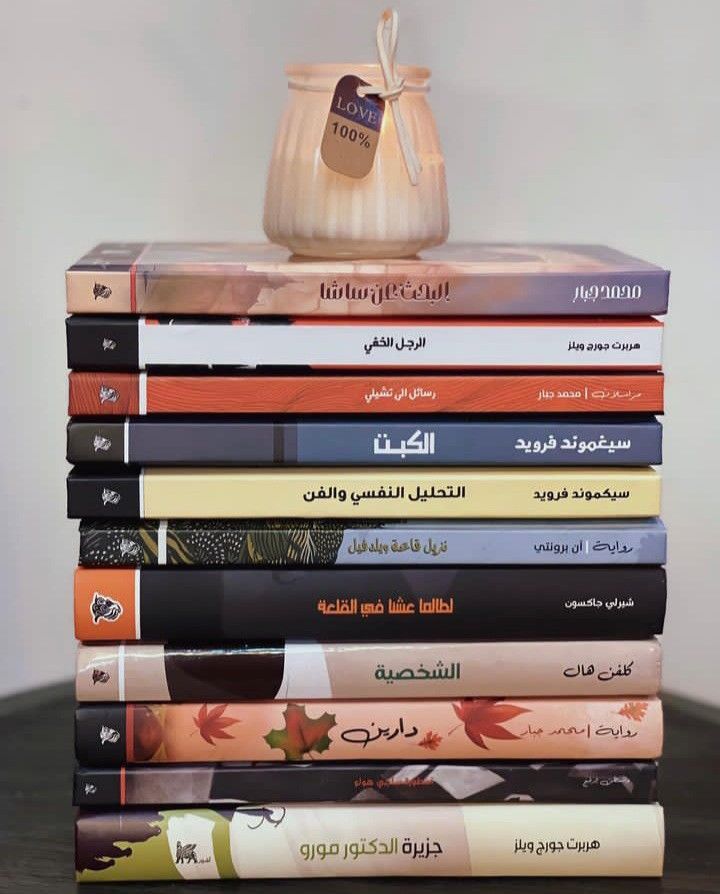 LOVE
100%
محمد جبار البحث عن ساشا
هربرت جورج ويلز الرجل الخفي
مراسلات | محمد جبار رسائل الى تشيلي
سيغموند فرويد الكبت
سيكموند فرويد التحليل النفسي والفن
رواية | آن برونتي نزيل قاعة ويلدفيل
شيرلي جاكسون لطالما عشنا في القلعة
كلفن هال الشخصية
رواية | محمد جبار دارين
هربرت جورج ويلز جزيرة الدكتور مورو